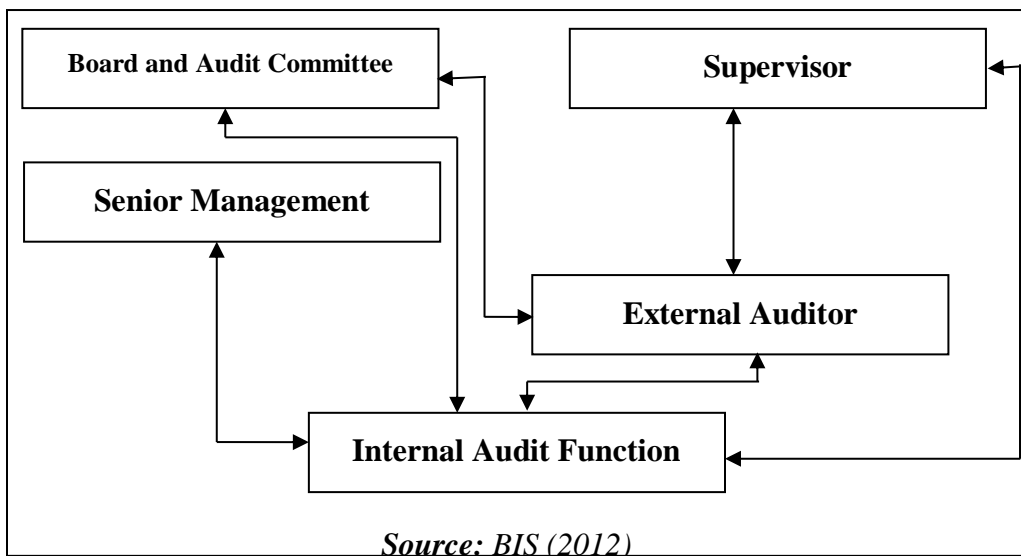 Board and Audit Committee
Supervisor
Senior Management
External Auditor
Internal Audit Function
Source: BIS (2012)